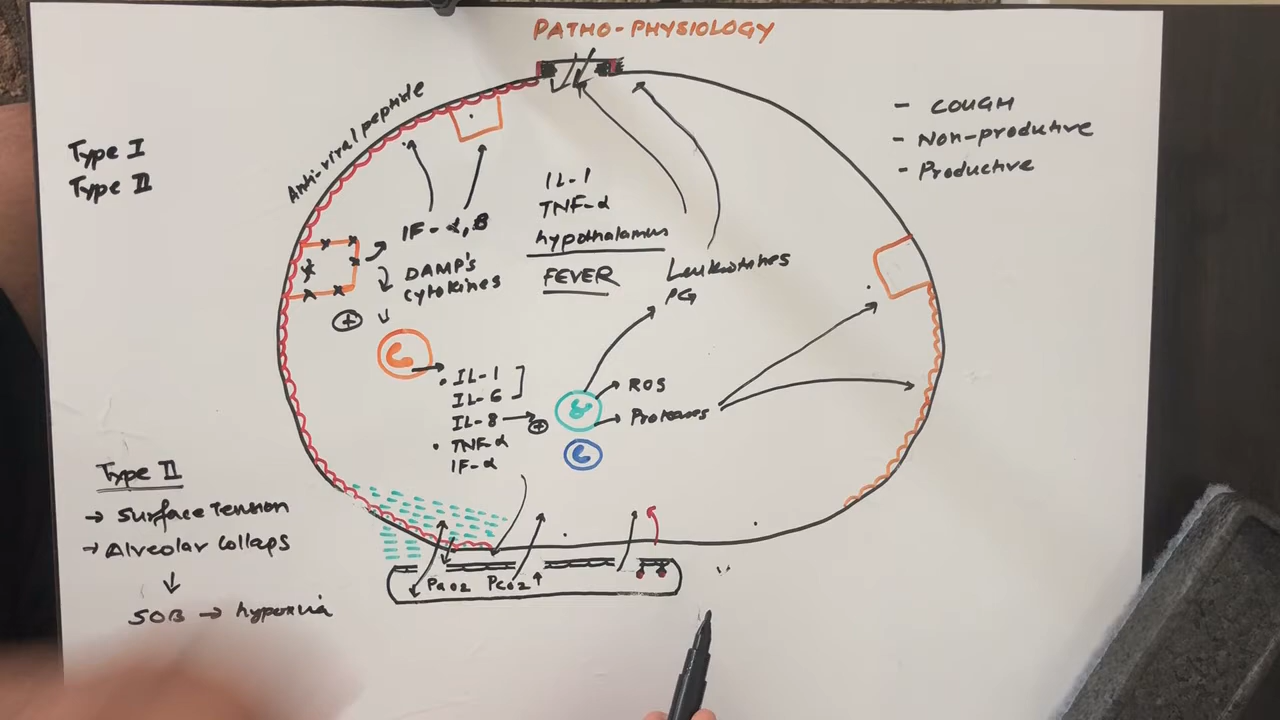 PATHO-PHYSIOLOGY
Anti-viral peptide
Type I
Type II
- COUGH
- Non-produtive
- Productive
IL-1
TNF-α
hypothalamus
FEVER
IF-α,B
DAMP's
cytokines
Leukotrines
PG
IL-1
IL-6
IL-8
TNF-α
IF-α
ROS
Proteases
Type II
→ Surface Tension
→ Alveolar Collaps
SOB → hypoxia
PaO2 PCO2↑